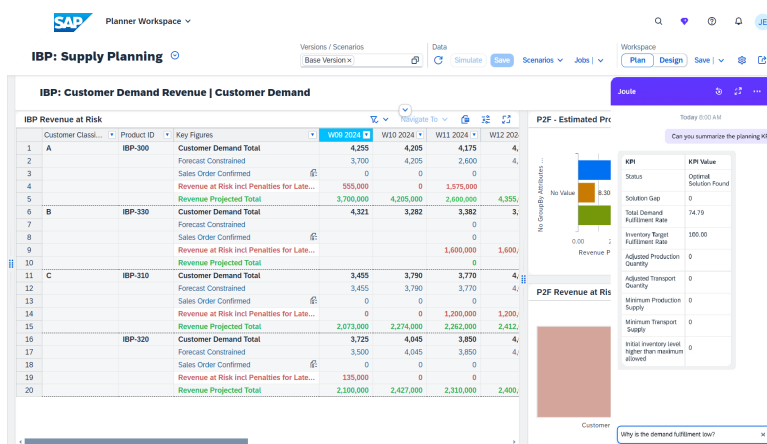 SAP Planner Workspace
JE
IBP: Supply Planning
Versions / Scenarios
Base Version ×
Data
Simulate Save Scenarios Jobs |
Workspace
Plan Design Save |
IBP: Customer Demand Revenue | Customer Demand
IBP Revenue at Risk
Navigate To
Customer Classi... Product ID Key Figures W09 2024 W10 2024 W11 2024 W12 202
1 A IBP-300 Customer Demand Total 4,255 4,205 4,175 4,
2 Forecast Constrained 3,700 4,205 2,600 4,
3 Sales Order Confirmed 0 0 0
4 Revenue at Risk incl Penalties for Late... 555,000 0 1,575,000
5 Revenue Projected Total 3,700,000 4,205,000 2,600,000 4,355,
6 B IBP-330 Customer Demand Total 4,321 3,282 3,382 3,
7 Forecast Constrained 0
8 Sales Order Confirmed 0
9 Revenue at Risk incl Penalties for Late... 1,600,000 1,600,
10 Revenue Projected Total 0
11 C IBP-310 Customer Demand Total 3,455 3,790 3,770 4,
12 Forecast Constrained 3,455 3,790 3,770 4,
13 Sales Order Confirmed 0 0 0
14 Revenue at Risk incl Penalties for Late... 0 0 1,200,000 1,200,
15 Revenue Projected Total 2,073,000 2,274,000 2,262,000 2,412,
16 IBP-320 Customer Demand Total 3,725 4,045 3,850 4,
17 Forecast Constrained 3,500 4,045 3,850 4,
18 Sales Order Confirmed 0 0 0
19 Revenue at Risk incl Penalties for Late... 135,000 0 0
20 Revenue Projected Total 2,100,000 2,427,000 2,310,000 2,400,
P2F - Estimated Pro
No GroupBy Attributes ...
No Value
8.30
0.00
Revenue P
P2F Revenue at Ris
Customer
Joule
Today 8:00 AM
Can you summarize the planning KP
KPI KPI Value
Status Optimal
Solution Found
Solution Gap 0
Total Demand
Fulfillment Rate 74.79
Inventory Target
Fulfillment Rate 100.00
Adjusted Production
Quantity 0
Adjusted Transport
Quantity 0
Minimum Production
Supply 0
Minimum Transport
Supply 0
Initial inventory level
higher than maximum
allowed 0
Why is the demand fulfillment low? ×